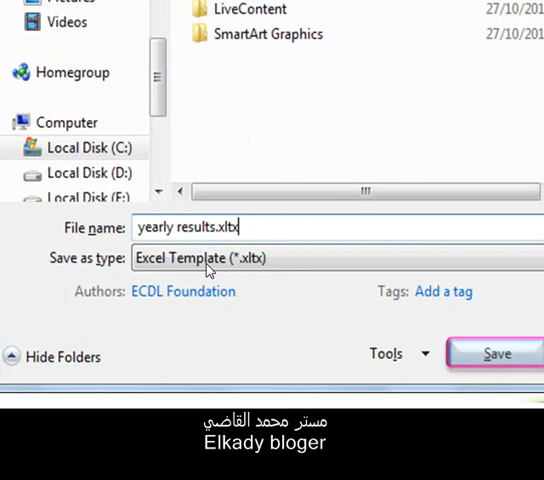 LiveContent 27/10/201
Videos
SmartArt Graphics 27/10/201
Homegroup
Computer
Local Disk (C:)
Local Disk (D:)
Local Disk (E:)
File name: yearly results.xltx
Save as type: Excel Template (*.xltx)
Authors: ECDL Foundation Tags: Add a tag
Hide Folders Tools Save
مستر محمد القاضي
Elkady bloger